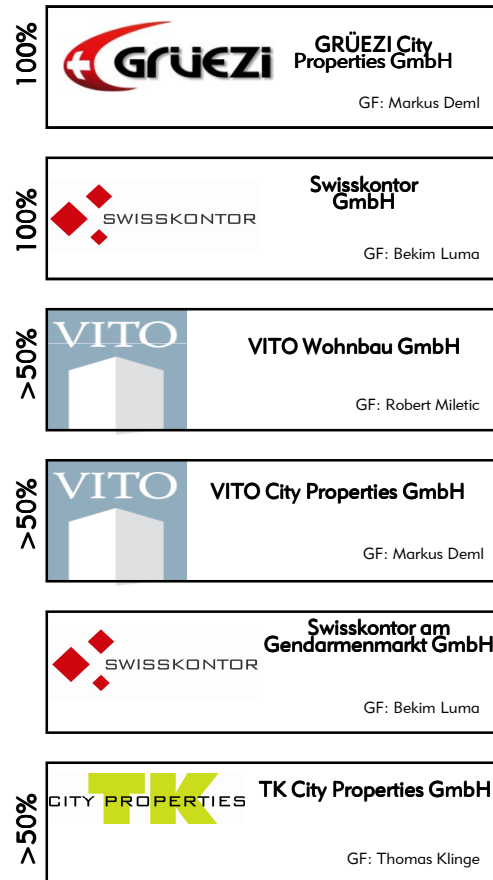 100%
GRÜEZI
GRÜEZI City
Properties GmbH
GF: Markus Deml
100%
SWISSKONTOR
Swisskontor
GmbH
GF: Bekim Luma
>50%
VITO
VITO Wohnbau GmbH
GF: Robert Miletic
>50%
VITO
VITO City Properties GmbH
GF: Markus Deml
SWISSKONTOR
Swisskontor am
Gendarmenmarkt GmbH
GF: Bekim Luma
>50%
TK
CITY PROPERTIES
TK City Properties GmbH
GF: Thomas Klinge